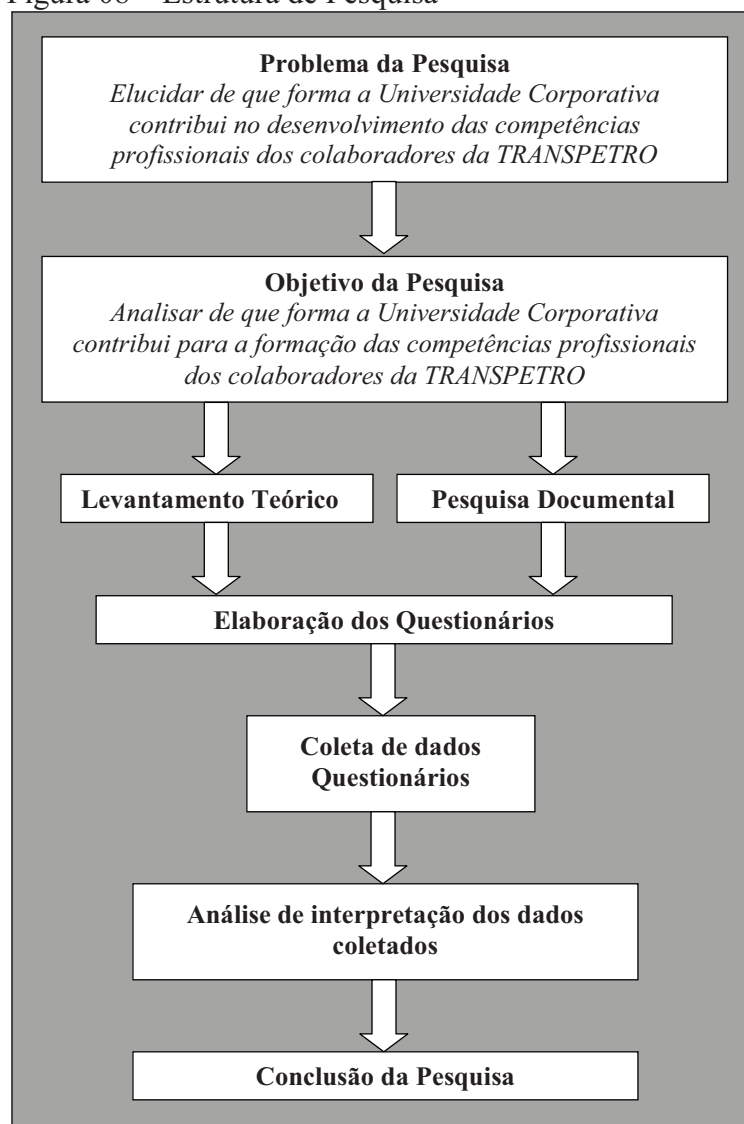 Figura 08 – Estrutura de Pesquisa
Problema da Pesquisa
Elucidar de que forma a Universidade Corporativa
contribui no desenvolvimento das competências
profissionais dos colaboradores da TRANSPETRO
Objetivo da Pesquisa
Analisar de que forma a Universidade Corporativa
contribui para a formação das competências profissionais
dos colaboradores da TRANSPETRO
Levantamento Teórico
Pesquisa Documental
Elaboração dos Questionários
Coleta de dados
Questionários
Análise de interpretação dos dados
coletados
Conclusão da Pesquisa